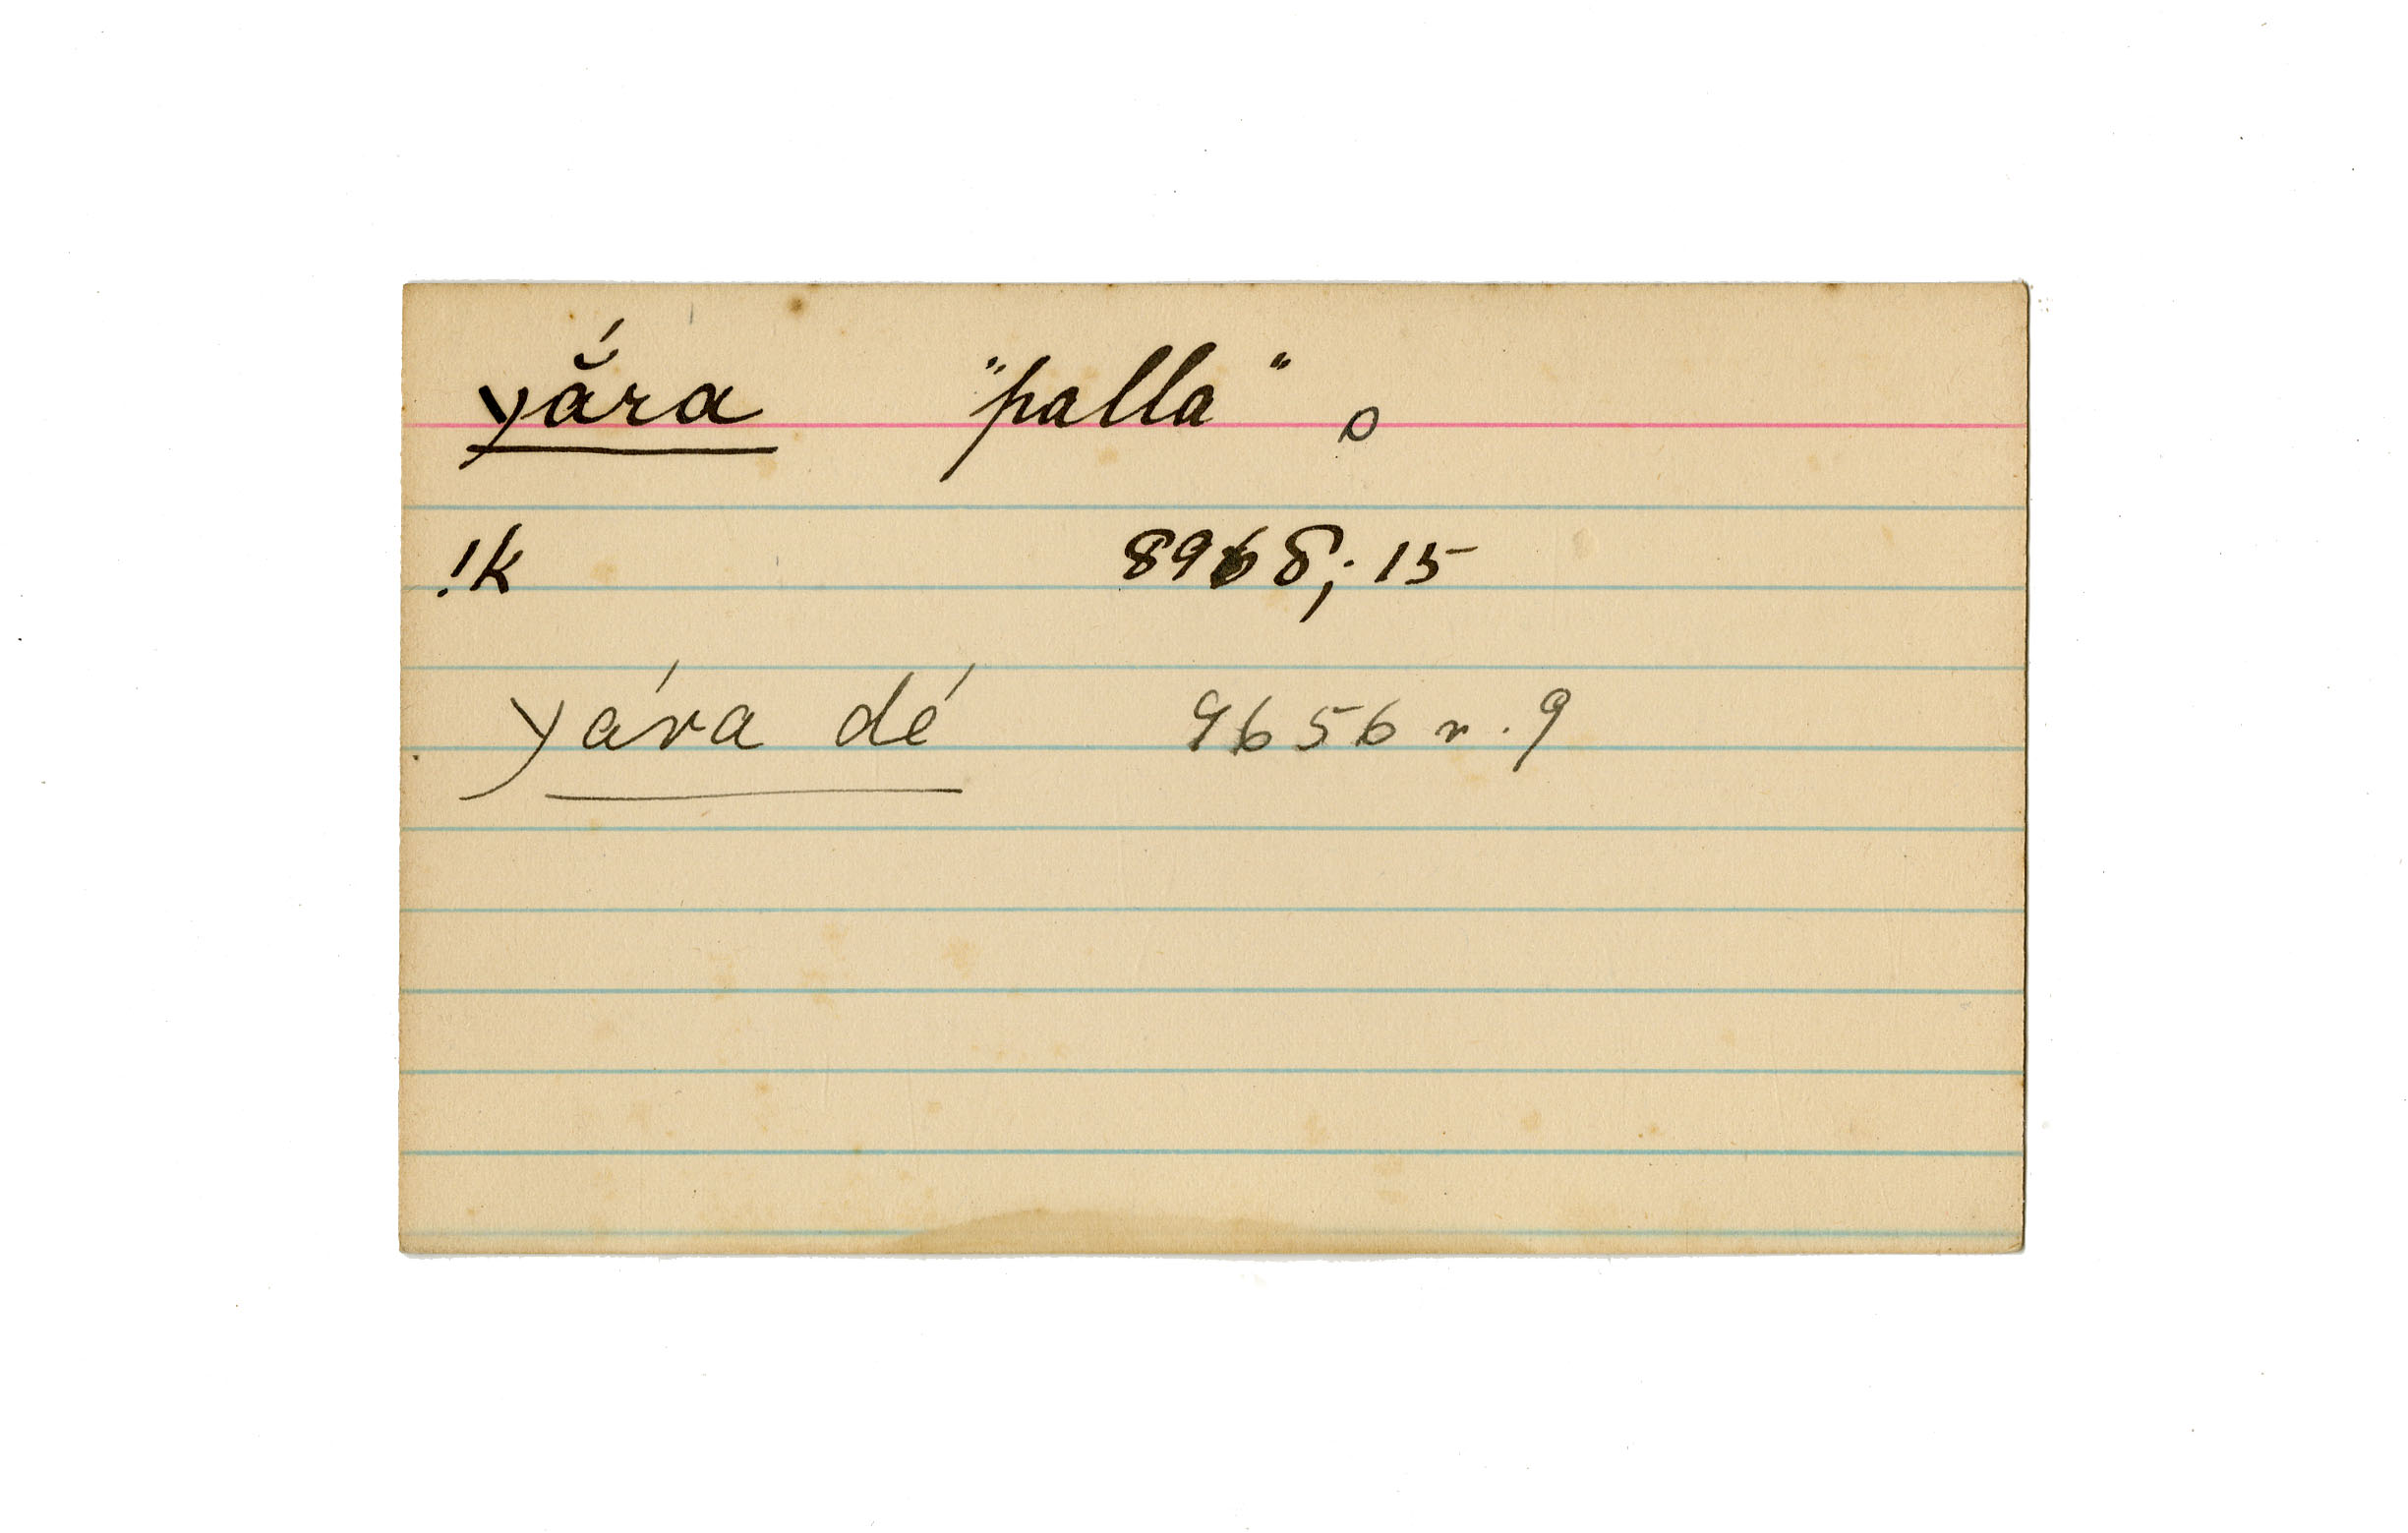 yắra "palla" o
!k 8968; 15
yára dé 9656 n. 9